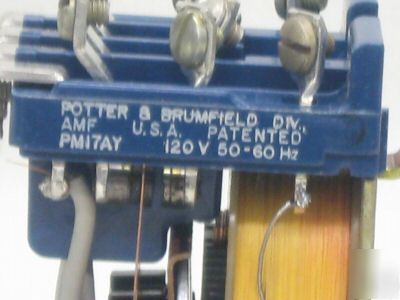 POTTER & BRUMFIELD DIV.
AMF U.S.A. PATENTED
PM17AY 120 V 50-60 Hz